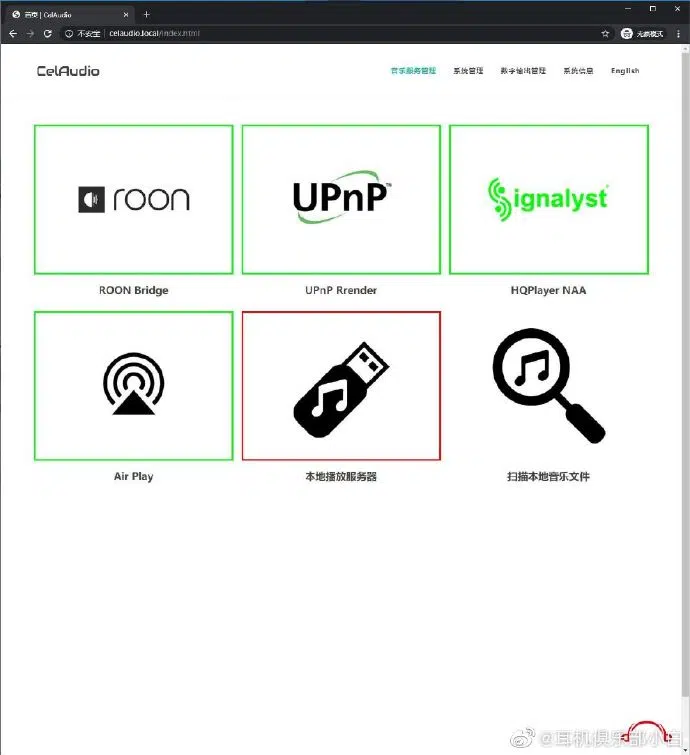 首页 | CelAudio
不安全 | celaudio.local/index.html
无痕模式
CelAudio
音乐服务管理 系统管理 数字输出管理 系统信息 English
roon UPnP™ Signalyst
ROON Bridge UPnP Rrender HQPlayer NAA
Air Play 本地播放服务器 扫描本地音乐文件
@耳机俱乐部小白